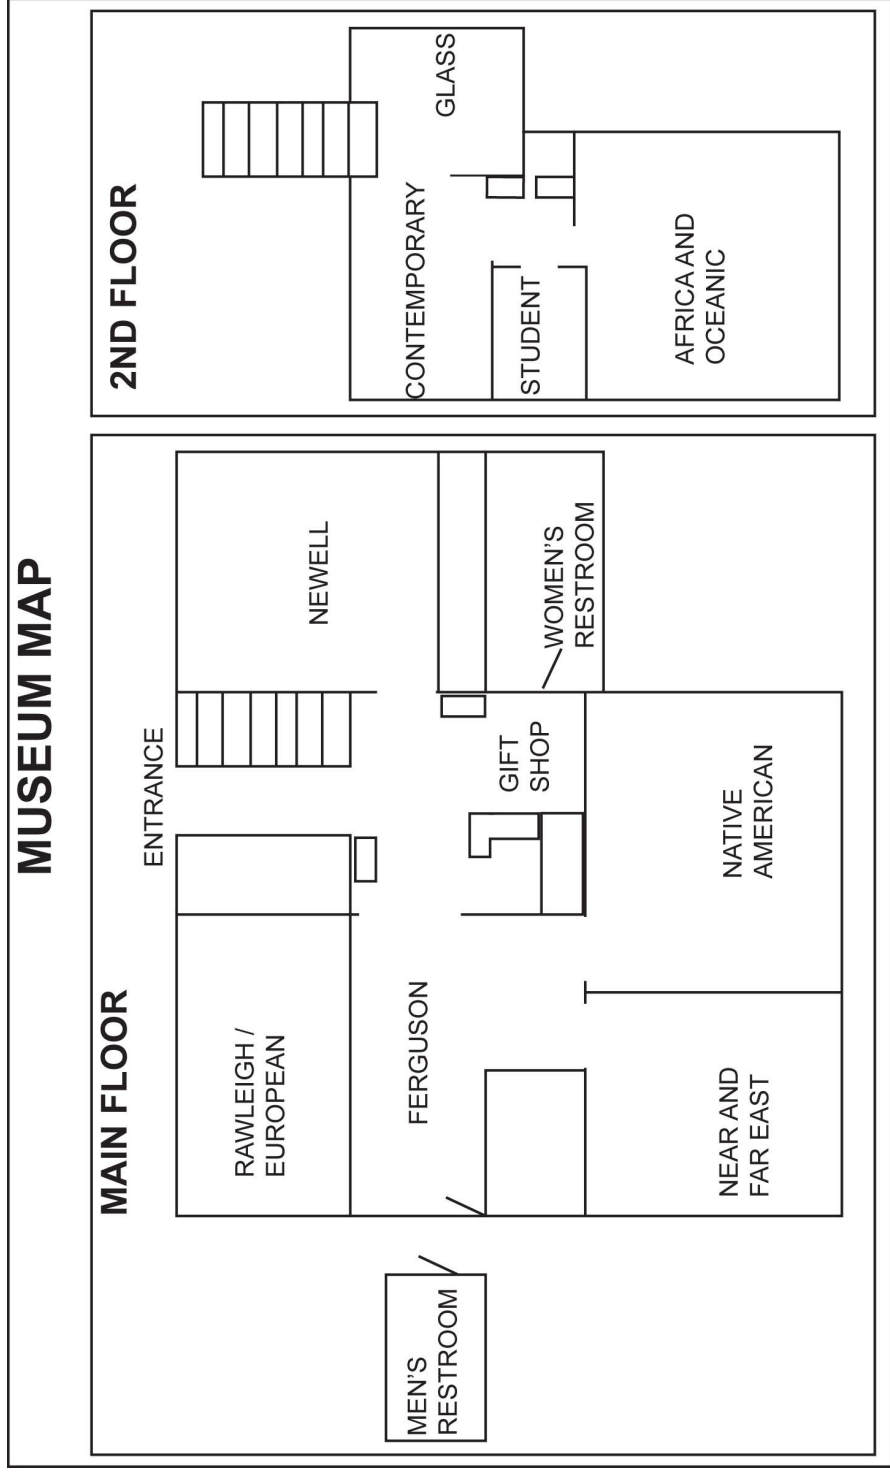 MUSEUM MAP
MAIN FLOOR
ENTRANCE
RAWLEIGH /
EUROPEAN
NEWELL
MEN'S
RESTROOM
FERGUSON
GIFT
SHOP
WOMEN'S
RESTROOM
NEAR AND
FAR EAST
NATIVE
AMERICAN
2ND FLOOR
CONTEMPORARY
GLASS
STUDENT
AFRICA AND
OCEANIC